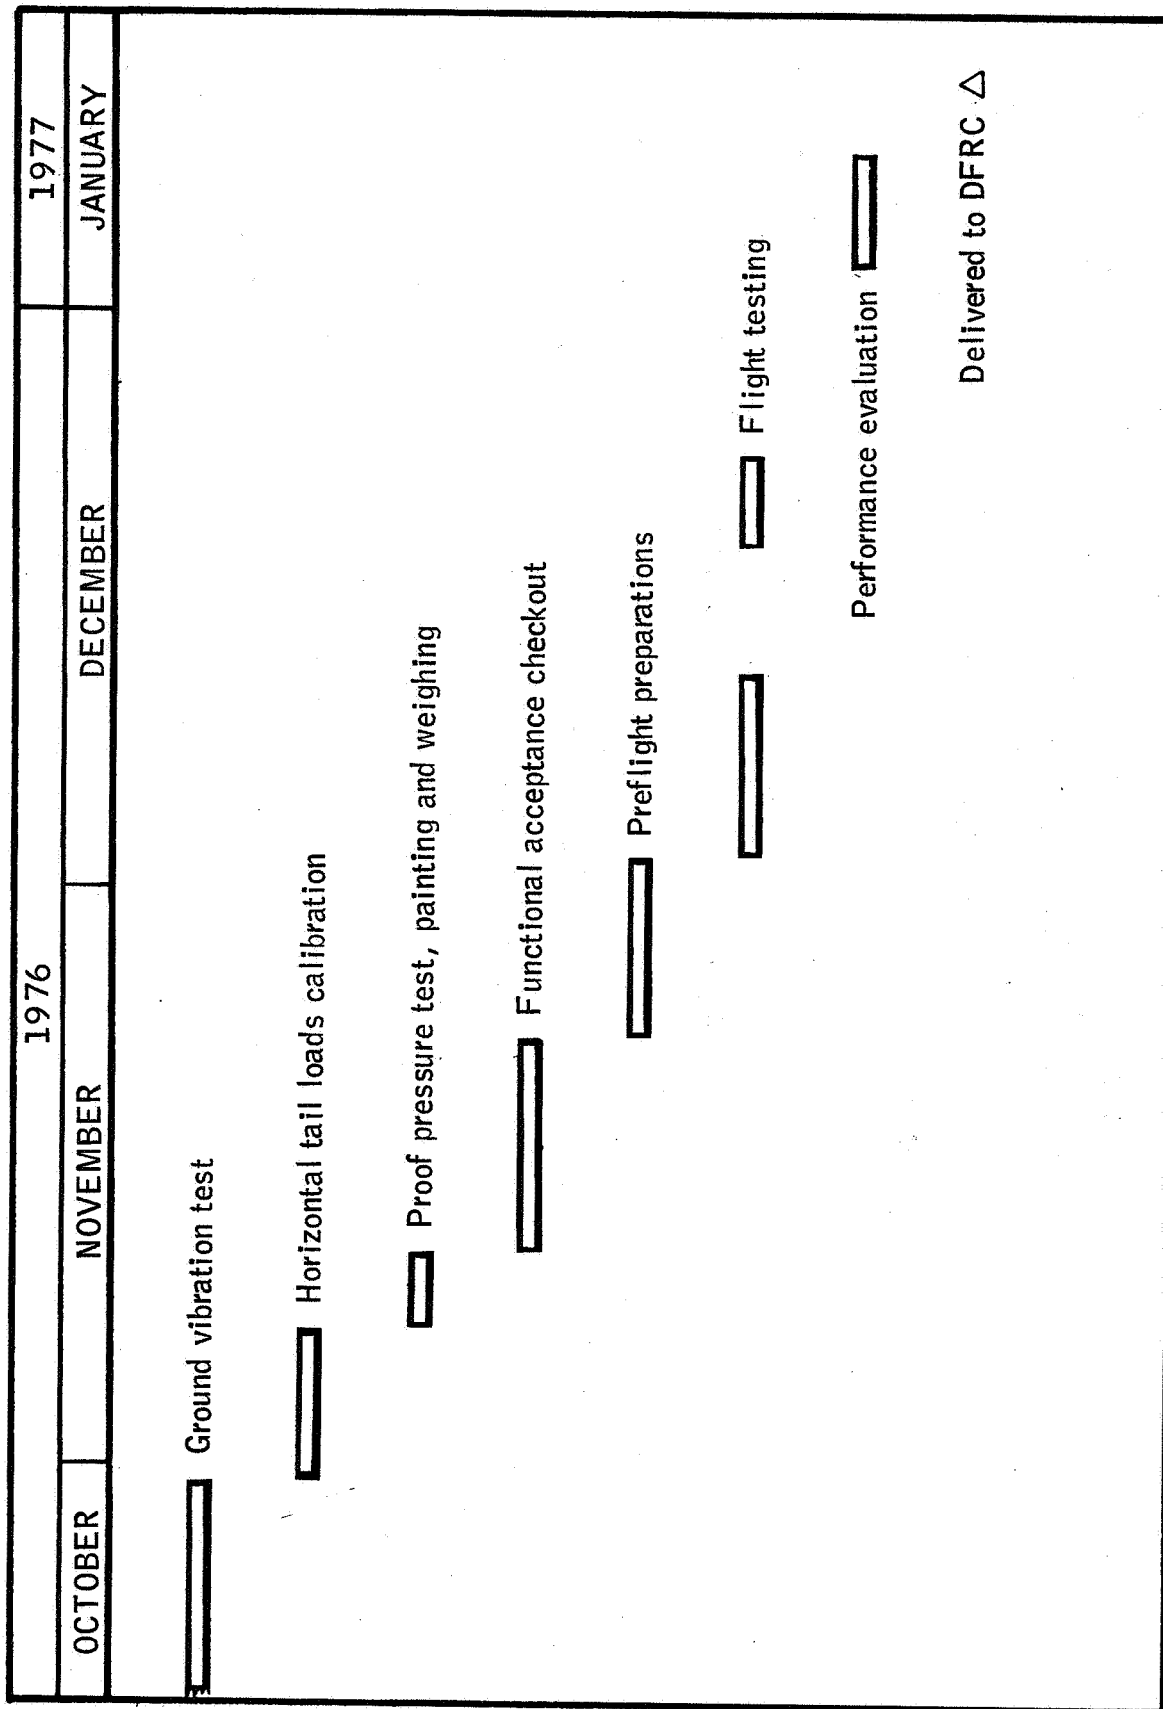 1976
1977
OCTOBER
NOVEMBER
DECEMBER
JANUARY
Ground vibration test
Horizontal tail loads calibration
Proof pressure test, painting and weighing
Functional acceptance checkout
Preflight preparations
Flight testing
Performance evaluation
Delivered to DFRC